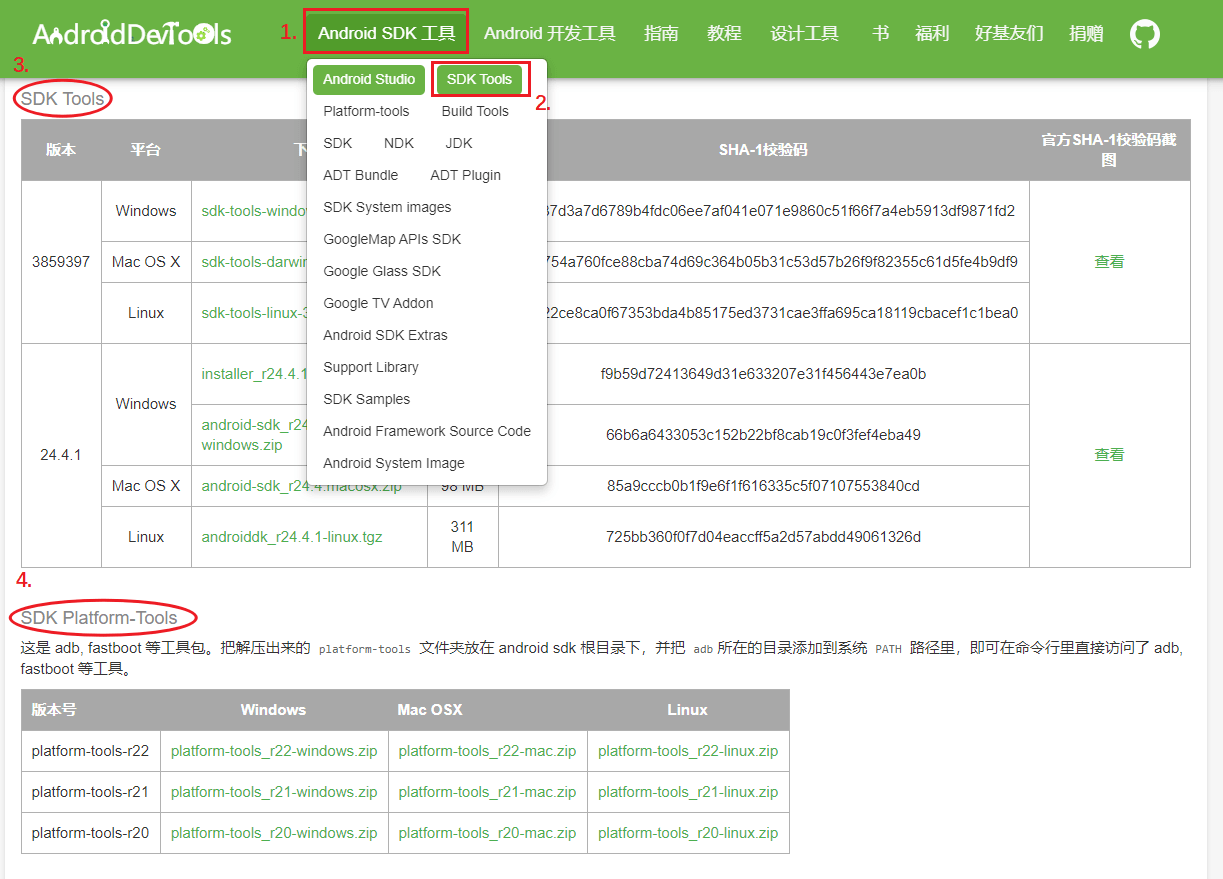 AndroidDevTools
1. Android SDK 工具 Android 开发工具 指南 教程 设计工具 书 福利 好基友们 捐赠
3.
Android Studio SDK Tools
2.
Platform-tools Build Tools
SDK NDK JDK
ADT Bundle ADT Plugin
SDK System images
GoogleMap APIs SDK
Google Glass SDK
Google TV Addon
Android SDK Extras
Support Library
SDK Samples
Android Framework Source Code
Android System Image
SDK Tools
版本 平台 下 SHA-1校验码 官方SHA-1校验码截
图
3859397
Windows sdk-tools-windo 37d3a7d6789b4fdc06ee7af041e071e9860c51f66f7a4eb5913df9871fd2
Mac OS X sdk-tools-darwin 754a760fce88cba74d69c364b05b31c53d57b26f9f82355c61d5fe4b9df9
查看
Linux sdk-tools-linux-3 22ce8ca0f67353bda4b85175ed3731cae3ffa695ca18119cbacef1c1bea0
24.4.1
Windows
installer_r24.4.1 f9b59d72413649d31e633207e31f456443e7ea0b
android-sdk_r24
windows.zip
66b6a6433053c152b22bf8cab19c0f3fef4eba49
查看
Mac OS X android-sdk_r24.4.macosx.zip 98 MB 85a9cccb0b1f9e6f1f616335c5f07107553840cd
Linux androiddk_r24.4.1-linux.tgz 311
MB
725bb360f0f7d04eaccff5a2d57abdd49061326d
4.
SDK Platform-Tools
这是 adb, fastboot 等工具包。把解压出来的 platform-tools 文件夹放在 android sdk 根目录下，并把 adb 所在的目录添加到系统 PATH 路径里，即可在命令行里直接访问了 adb,
fastboot 等工具。
版本号 Windows Mac OSX Linux
platform-tools-r22 platform-tools_r22-windows.zip platform-tools_r22-mac.zip platform-tools_r22-linux.zip
platform-tools-r21 platform-tools_r21-windows.zip platform-tools_r21-mac.zip platform-tools_r21-linux.zip
platform-tools-r20 platform-tools_r20-windows.zip platform-tools_r20-mac.zip platform-tools_r20-linux.zip